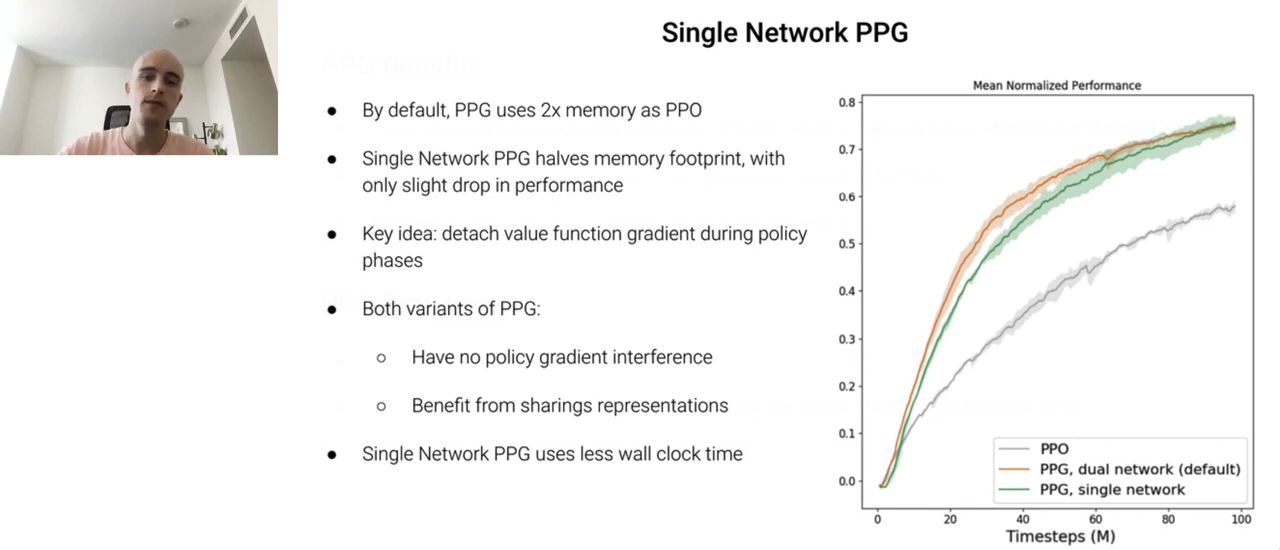 Single Network PPG
By default, PPG uses 2x memory as PPO
Single Network PPG halves memory footprint, with
only slight drop in performance
Key idea: detach value function gradient during policy
phases
Both variants of PPG:
Have no policy gradient interference
Benefit from sharings representations
Single Network PPG uses less wall clock time
Mean Normalized Performance
0.8
0.7
0.6
0.5
0.4
0.3
0.2
0.1
0.0
PPO
PPG, dual network (default)
PPG, single network
0 20 40 60 80 100
Timesteps (M)